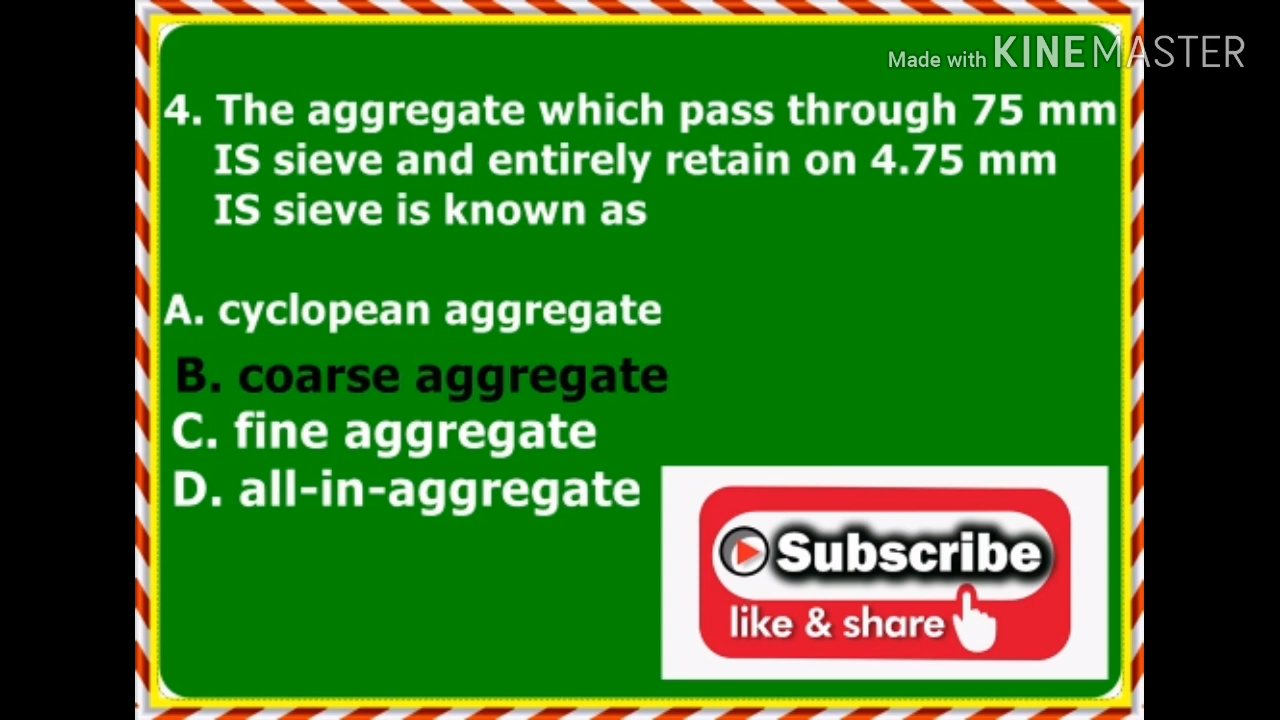 Made with KINEMASTER
4. The aggregate which pass through 75 mm
IS sieve and entirely retain on 4.75 mm
IS sieve is known as
A. cyclopean aggregate
B. coarse aggregate
C. fine aggregate
D. all-in-aggregate
Subscribe
like & share